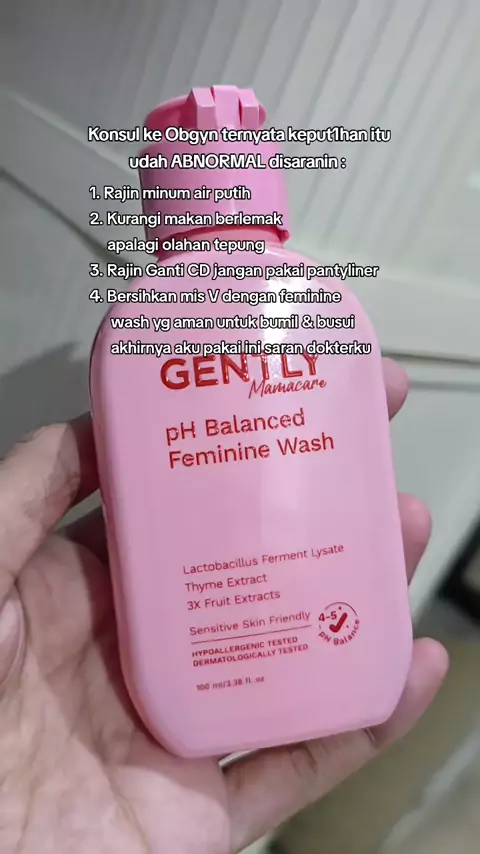 Konsul ke Obgyn ternyata keput1han itu
udah ABNORMAL disaranin :
1. Rajin minum air putih
2. Kurangi makan berlemak
apalagi olahan tepung
3. Rajin Ganti CD jangan pakai pantyliner
4. Bersihkan mis V dengan feminine
wash yg aman untuk bumil & busui
akhirnya aku pakai ini saran dokterku
GENTLY
Mamacare
pH Balanced
Feminine Wash
Lactobacillus Ferment Lysate
Thyme Extract
3X Fruit Extracts
Sensitive Skin Friendly
HYPOALLERGENIC TESTED
DERMATOLOGICALLY TESTED
4-5
pH Balance
100 ml/3.38 fl. oz